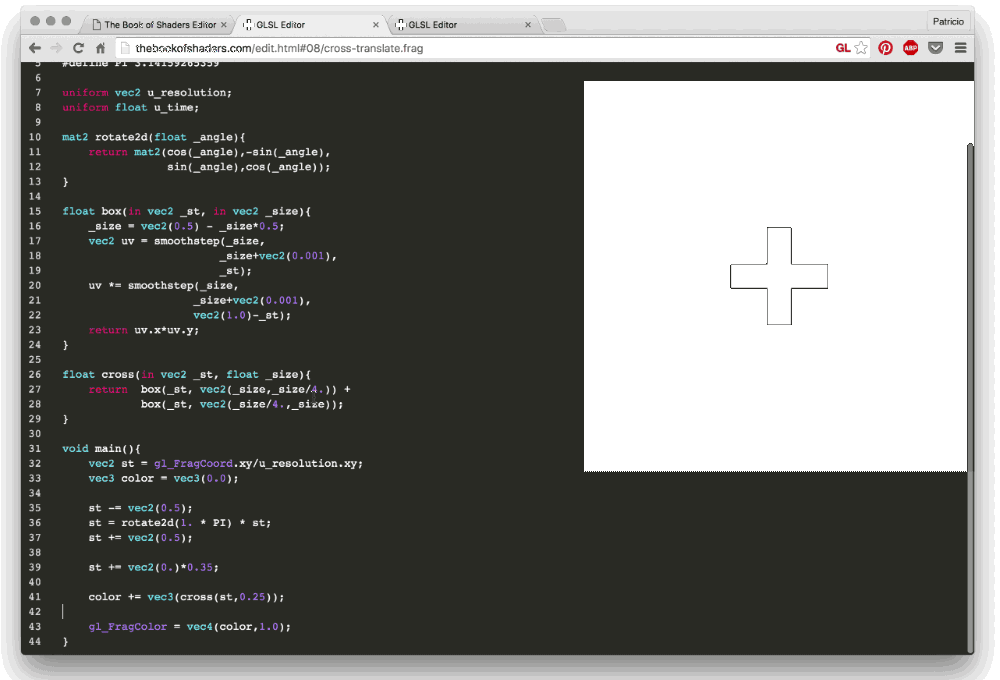 The Book of Shaders Editor × GLSL Editor × GLSL Editor × Patricio
thebookofshaders.com/edit.html#08/cross-translate.frag GL ABP
5 #define PI 3.14159265359
6
7 uniform vec2 u_resolution;
8 uniform float u_time;
9
10 mat2 rotate2d(float _angle){
11 return mat2(cos(_angle),-sin(_angle),
12 sin(_angle),cos(_angle));
13 }
14
15 float box(in vec2 _st, in vec2 _size){
16 _size = vec2(0.5) - _size*0.5;
17 vec2 uv = smoothstep(_size,
18 _size+vec2(0.001),
19 _st);
20 uv *= smoothstep(_size,
21 _size+vec2(0.001),
22 vec2(1.0)-_st);
23 return uv.x*uv.y;
24 }
25
26 float cross(in vec2 _st, float _size){
27 return box(_st, vec2(_size,_size/4.)) +
28 box(_st, vec2(_size/4.,_size));
29 }
30
31 void main(){
32 vec2 st = gl_FragCoord.xy/u_resolution.xy;
33 vec3 color = vec3(0.0);
34
35 st -= vec2(0.5);
36 st = rotate2d(1. * PI) * st;
37 st += vec2(0.5);
38
39 st += vec2(0.)*0.35;
40
41 color += vec3(cross(st,0.25));
42
43 gl_FragColor = vec4(color,1.0);
44 }